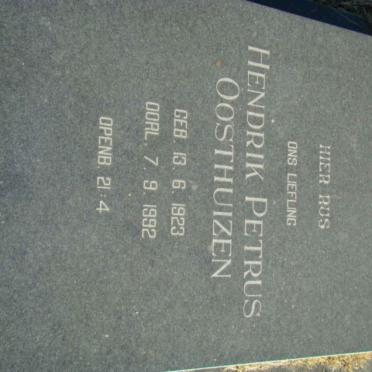 HIER RUS
ONS LIEFLING
HENDRIK PETRUS
OOSTHUIZEN
GEB. 13. 6. 1923
OORL. 7. 9. 1992
OPENB 21:4